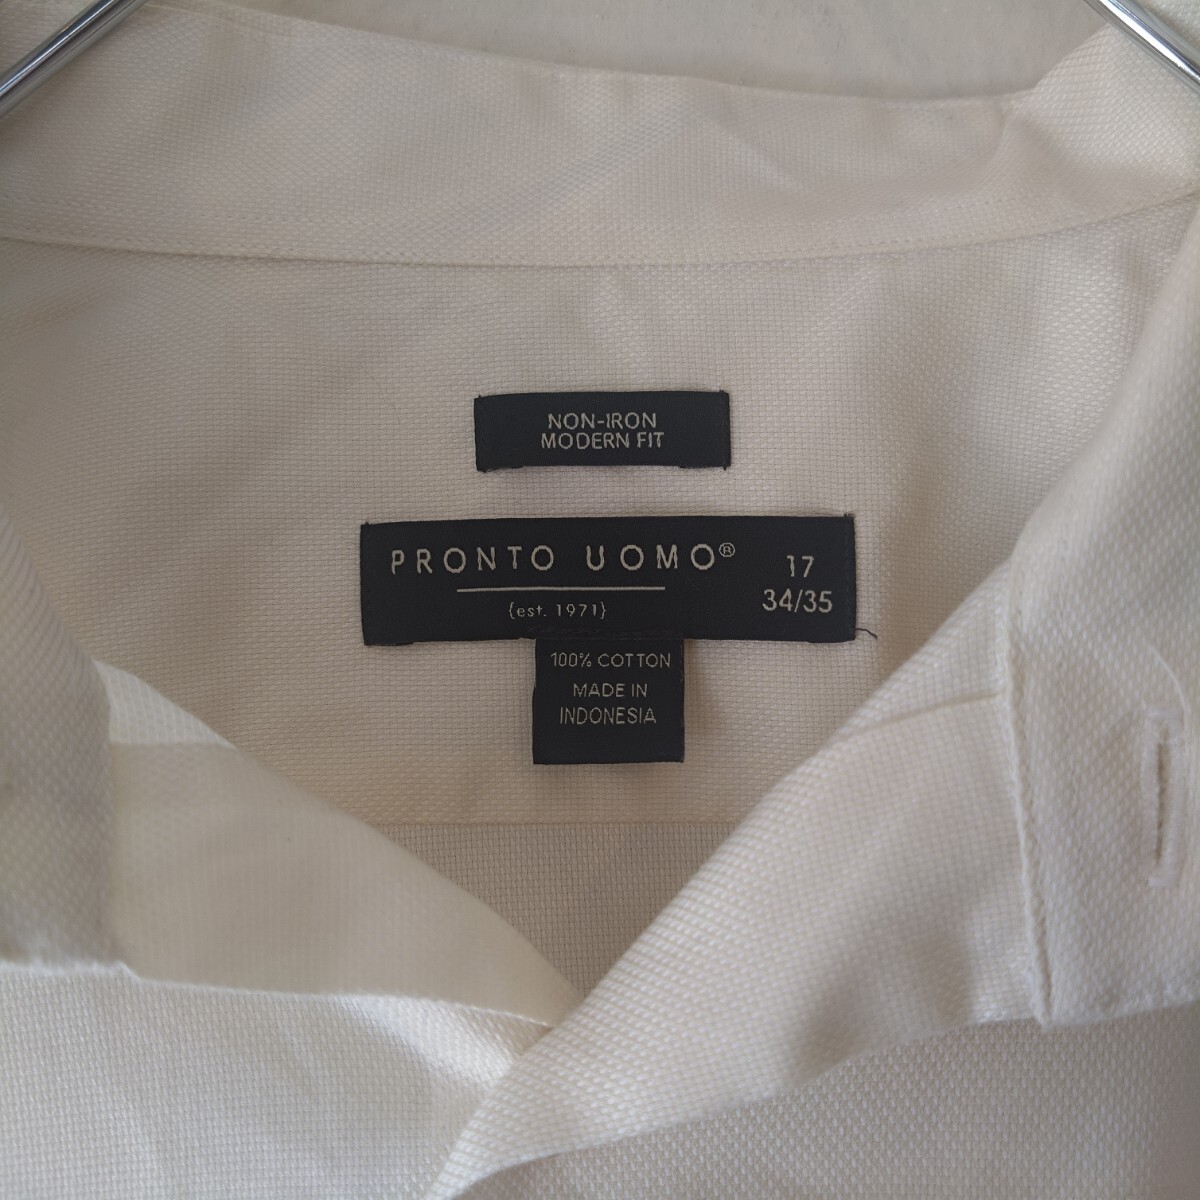 NON-IRON
MODERN FIT
PRONTO UOMO®
{est. 1971}
17
34/35
100% COTTON
MADE IN
INDONESIA